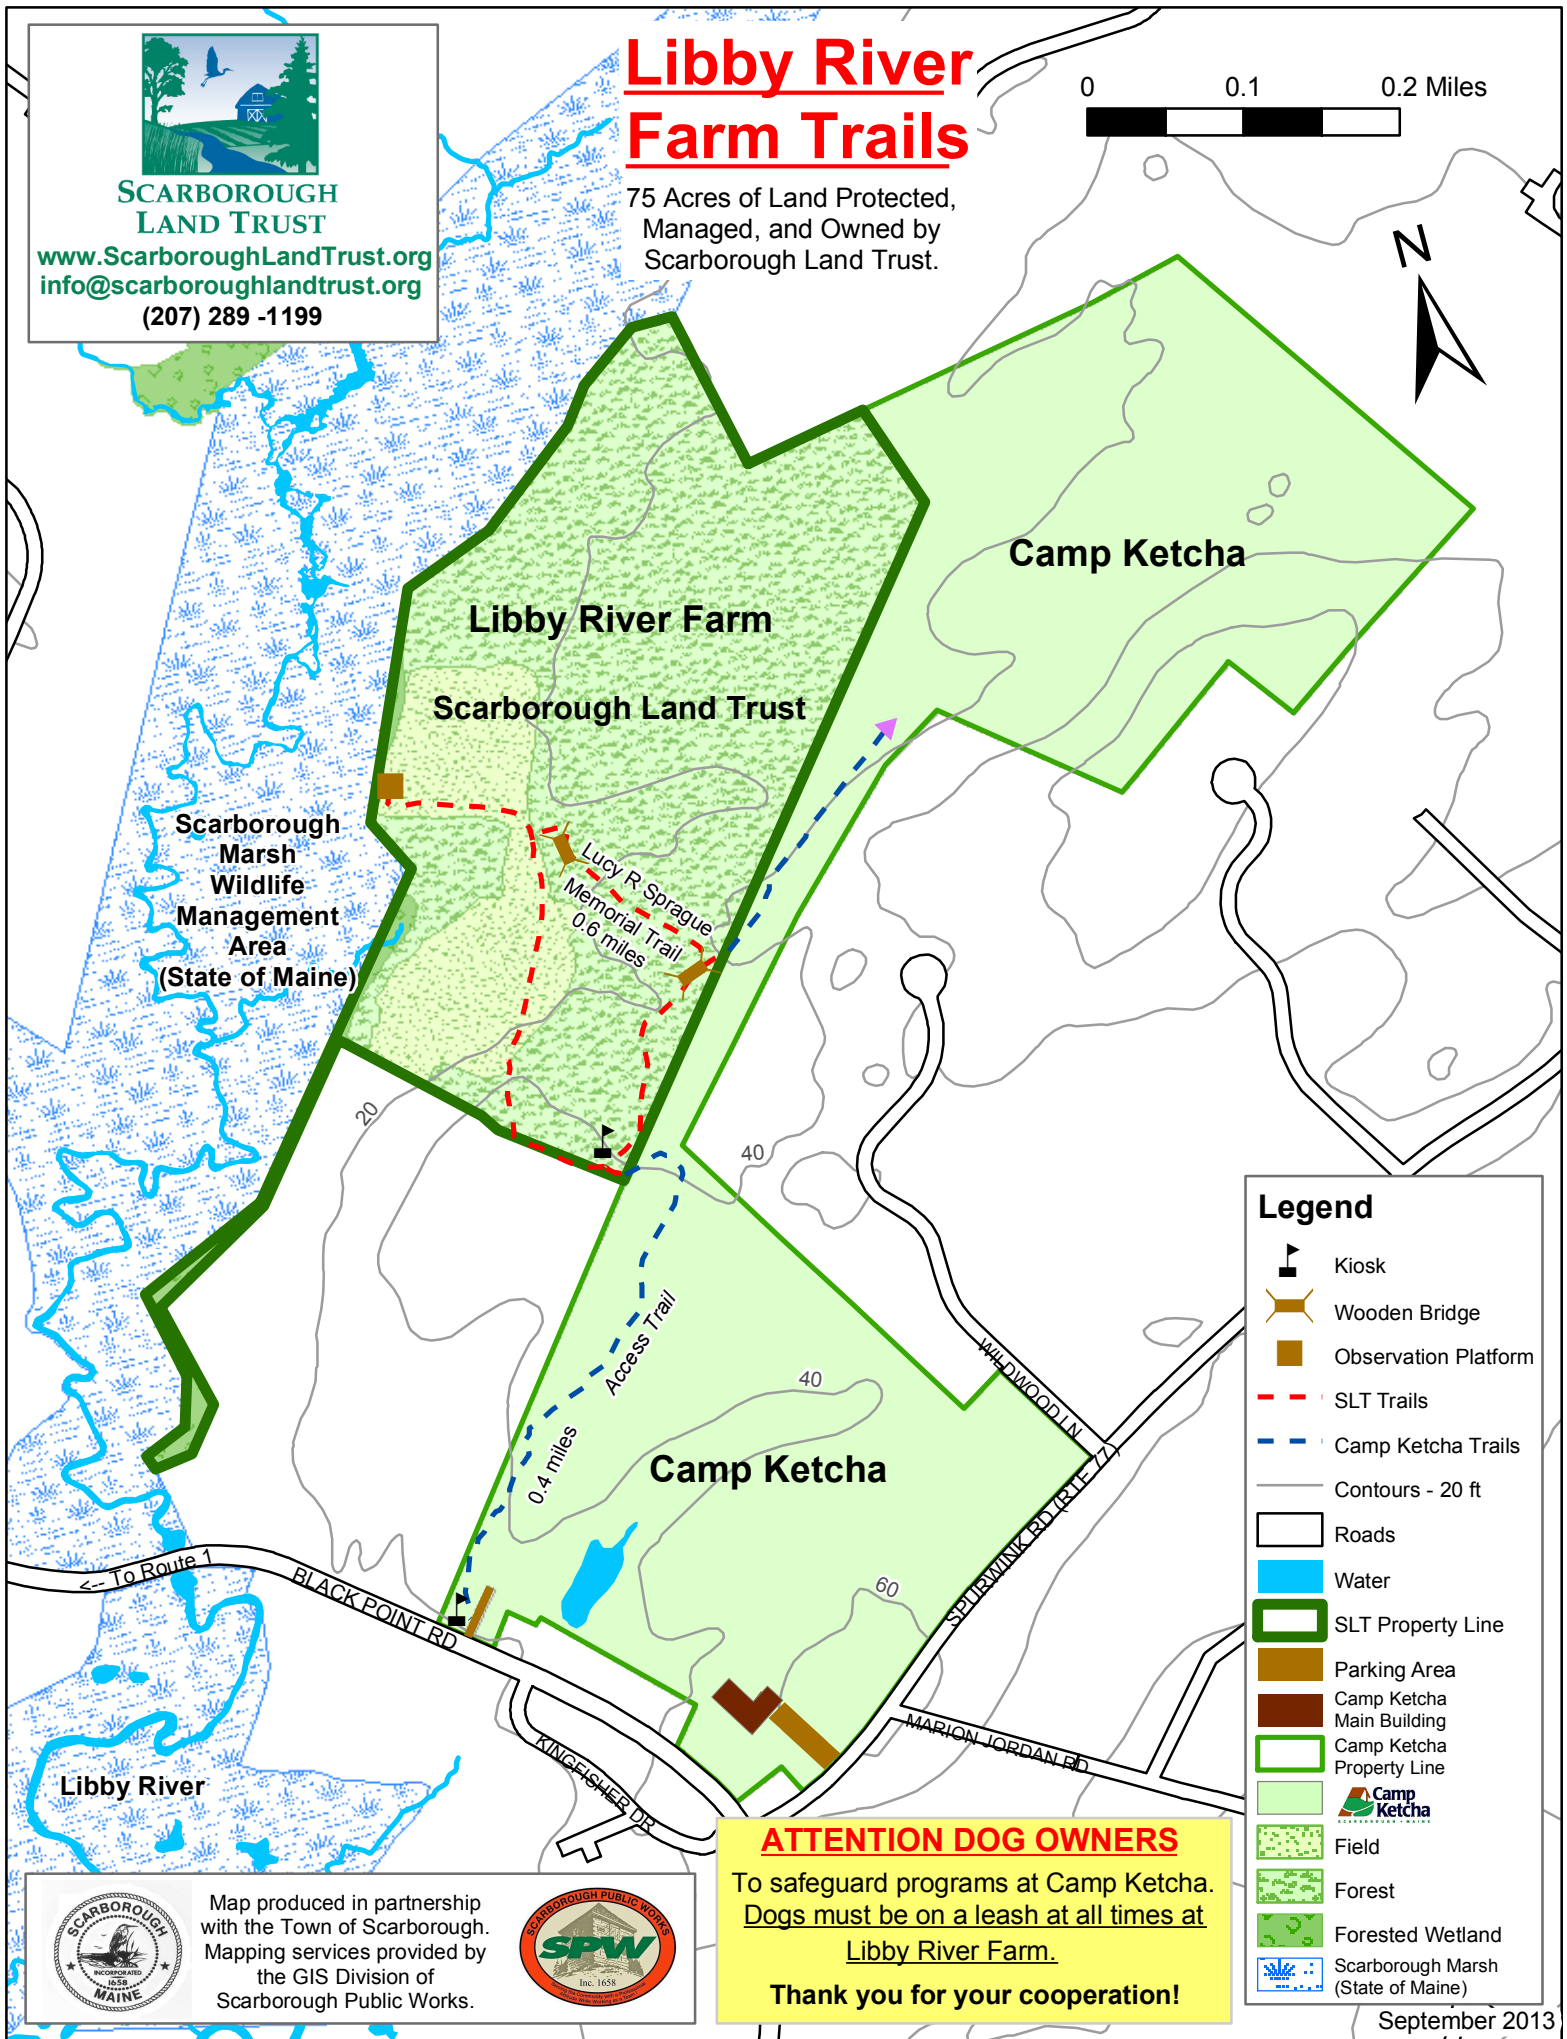 SCARBOROUGH
LAND TRUST
www.ScarboroughLandTrust.org
info@scarboroughlandtrust.org
(207) 289 -1199
Libby River
Farm Trails
75 Acres of Land Protected,
Managed, and Owned by
Scarborough Land Trust.
0 0.1 0.2 Miles
N
Camp Ketcha
Libby River Farm
Scarborough Land Trust
Scarborough
Marsh
Wildlife
Management
Area
(State of Maine)
Lucy R Sprague
Memorial Trail
0.6 miles
20
40
Access Trail
0.4 miles
40
Camp Ketcha
60
WILDWOOD LN
SPURWINK RD (RTE 77)
<-- To Route 1
BLACK POINT RD
KINGFISHER DR
MARION JORDAN RD
Libby River
Legend
Kiosk
Wooden Bridge
Observation Platform
SLT Trails
Camp Ketcha Trails
Contours - 20 ft
Roads
Water
SLT Property Line
Parking Area
Camp Ketcha
Main Building
Camp Ketcha
Property Line
Camp
Ketcha
SCARBOROUGH • MAINE
Field
Forest
Forested Wetland
Scarborough Marsh
(State of Maine)
SCARBOROUGH
INCORPORATED
1658
MAINE
Map produced in partnership
with the Town of Scarborough.
Mapping services provided by
the GIS Division of
Scarborough Public Works.
SCARBOROUGH PUBLIC WORKS
SPW
Inc. 1658
ATTENTION DOG OWNERS
To safeguard programs at Camp Ketcha.
Dogs must be on a leash at all times at
Libby River Farm.
Thank you for your cooperation!
September 2013